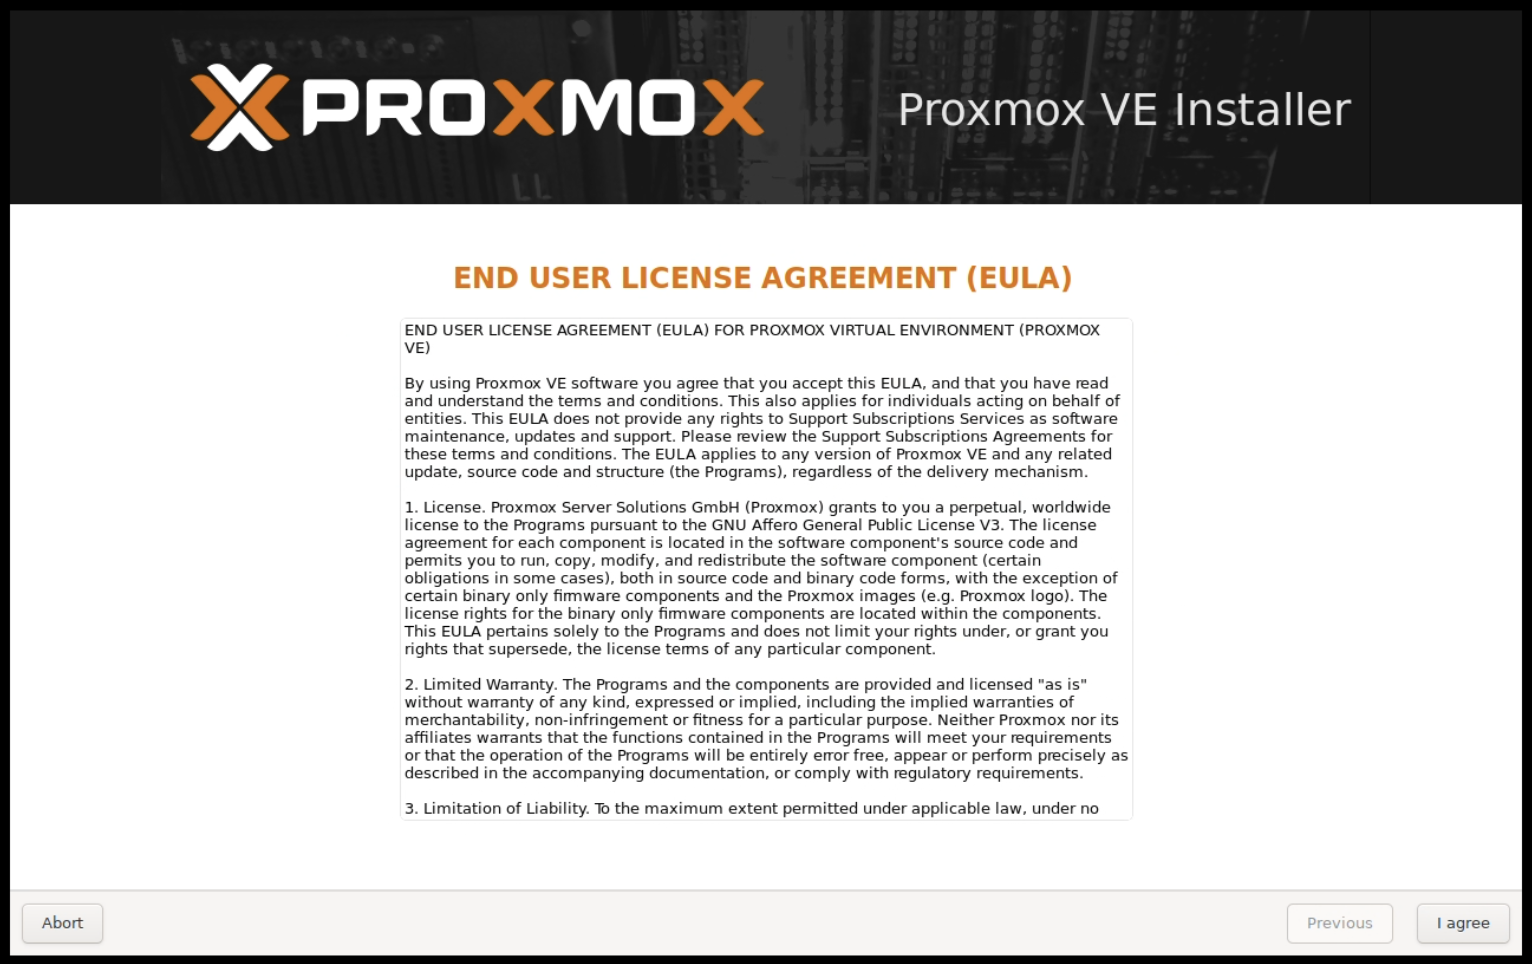 PROXMOX
Proxmox VE Installer
END USER LICENSE AGREEMENT (EULA)
END USER LICENSE AGREEMENT (EULA) FOR PROXMOX VIRTUAL ENVIRONMENT (PROXMOX
VE)
By using Proxmox VE software you agree that you accept this EULA, and that you have read
and understand the terms and conditions. This also applies for individuals acting on behalf of
entities. This EULA does not provide any rights to Support Subscriptions Services as software
maintenance, updates and support. Please review the Support Subscriptions Agreements for
these terms and conditions. The EULA applies to any version of Proxmox VE and any related
update, source code and structure (the Programs), regardless of the delivery mechanism.
1. License. Proxmox Server Solutions GmbH (Proxmox) grants to you a perpetual, worldwide
license to the Programs pursuant to the GNU Affero General Public License V3. The license
agreement for each component is located in the software component's source code and
permits you to run, copy, modify, and redistribute the software component (certain
obligations in some cases), both in source code and binary code forms, with the exception of
certain binary only firmware components and the Proxmox images (e.g. Proxmox logo). The
license rights for the binary only firmware components are located within the components.
This EULA pertains solely to the Programs and does not limit your rights under, or grant you
rights that supersede, the license terms of any particular component.
2. Limited Warranty. The Programs and the components are provided and licensed "as is"
without warranty of any kind, expressed or implied, including the implied warranties of
merchantability, non-infringement or fitness for a particular purpose. Neither Proxmox nor its
affiliates warrants that the functions contained in the Programs will meet your requirements
or that the operation of the Programs will be entirely error free, appear or perform precisely as
described in the accompanying documentation, or comply with regulatory requirements.
3. Limitation of Liability. To the maximum extent permitted under applicable law, under no
Abort
Previous
I agree